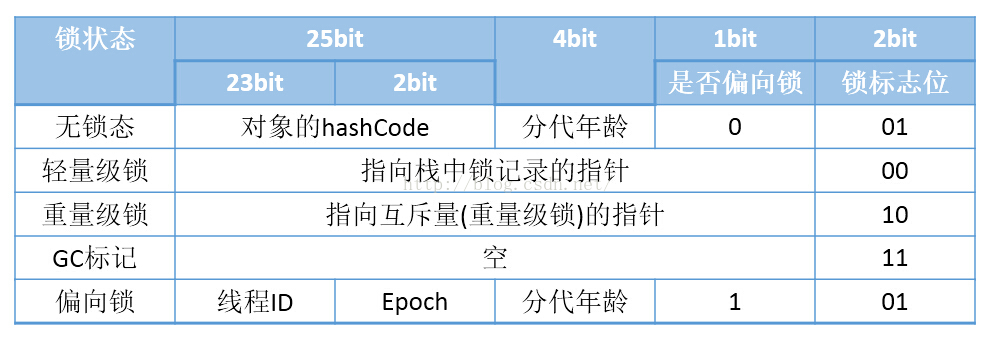 锁状态 25bit 4bit 1bit 2bit
23bit 2bit 是否偏向锁 锁标志位
无锁态 对象的hashCode 分代年龄 0 01
轻量级锁 指向栈中锁记录的指针 00
http://blog.csdn.net/
重量级锁 指向互斥量(重量级锁)的指针 10
GC标记 空 11
偏向锁 线程ID Epoch 分代年龄 1 01